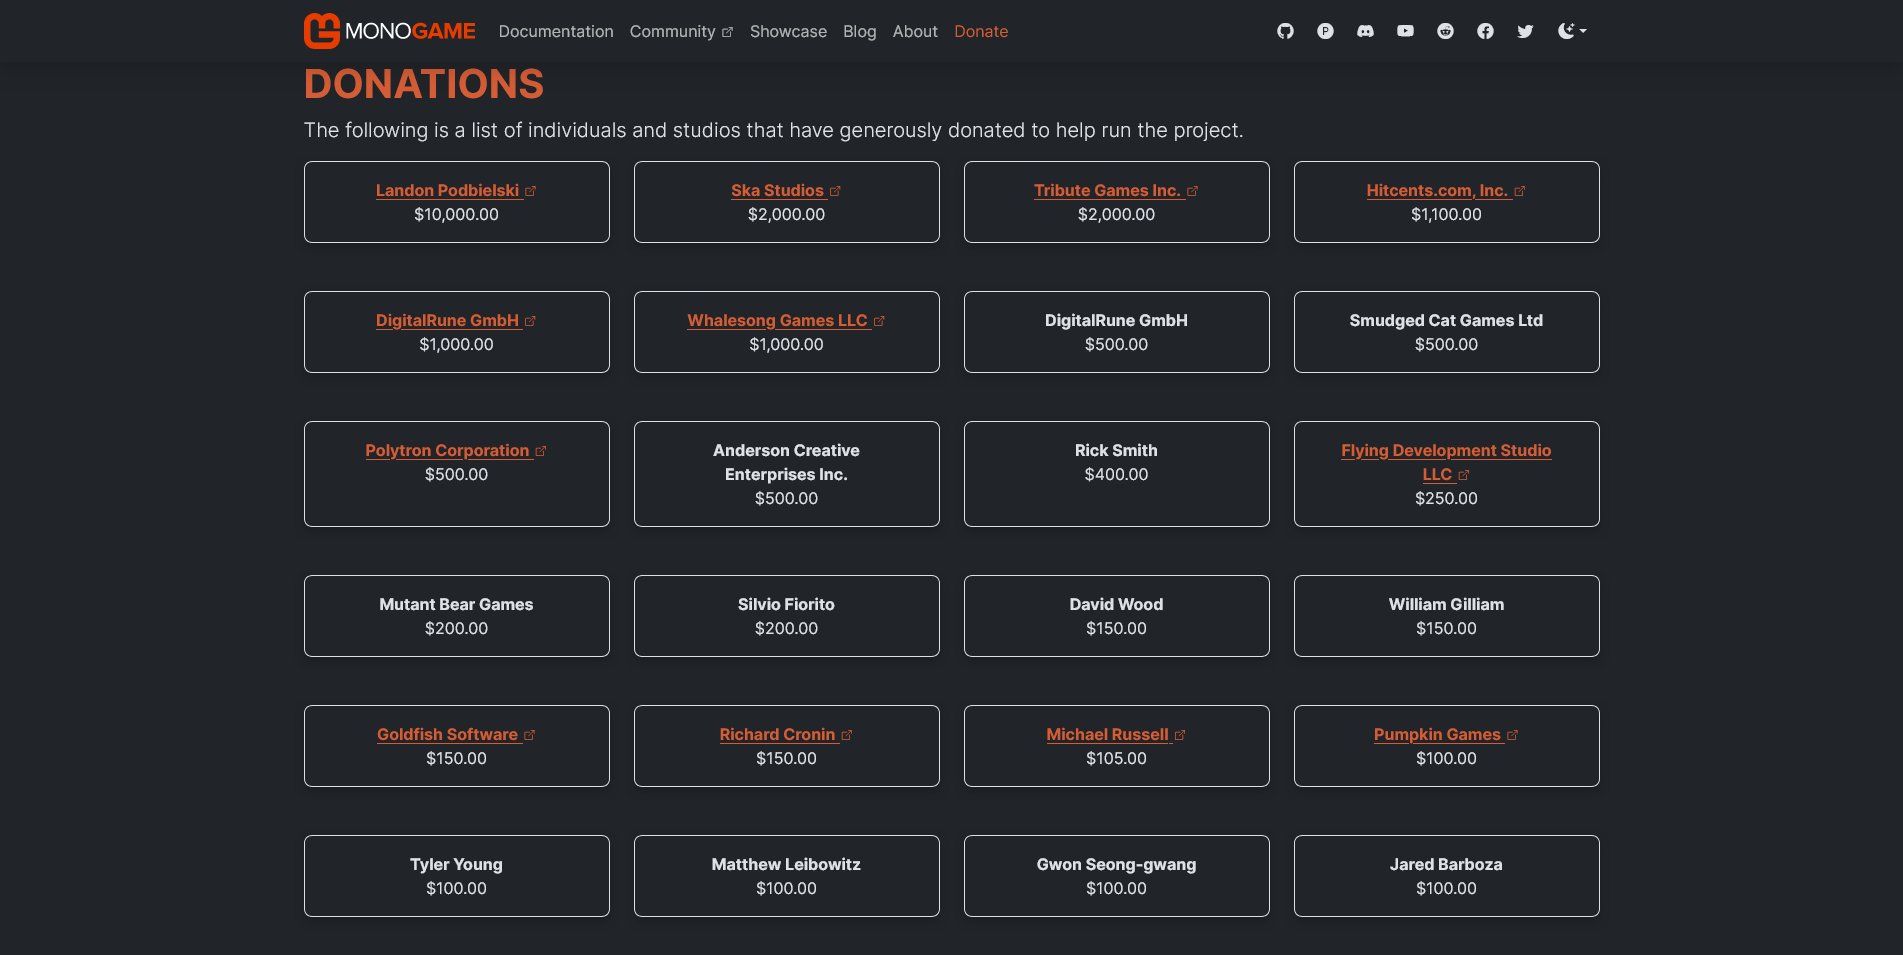 MONOGAME Documentation Community Showcase Blog About Donate
DONATIONS
The following is a list of individuals and studios that have generously donated to help run the project.
Landon Podbielski
$10,000.00
Ska Studios
$2,000.00
Tribute Games Inc.
$2,000.00
Hitcents.com, Inc.
$1,100.00
DigitalRune GmbH
$1,000.00
Whalesong Games LLC
$1,000.00
DigitalRune GmbH
$500.00
Smudged Cat Games Ltd
$500.00
Polytron Corporation
$500.00
Anderson Creative
Enterprises Inc.
$500.00
Rick Smith
$400.00
Flying Development Studio
LLC
$250.00
Mutant Bear Games
$200.00
Silvio Fiorito
$200.00
David Wood
$150.00
William Gilliam
$150.00
Goldfish Software
$150.00
Richard Cronin
$150.00
Michael Russell
$105.00
Pumpkin Games
$100.00
Tyler Young
$100.00
Matthew Leibowitz
$100.00
Gwon Seong-gwang
$100.00
Jared Barboza
$100.00